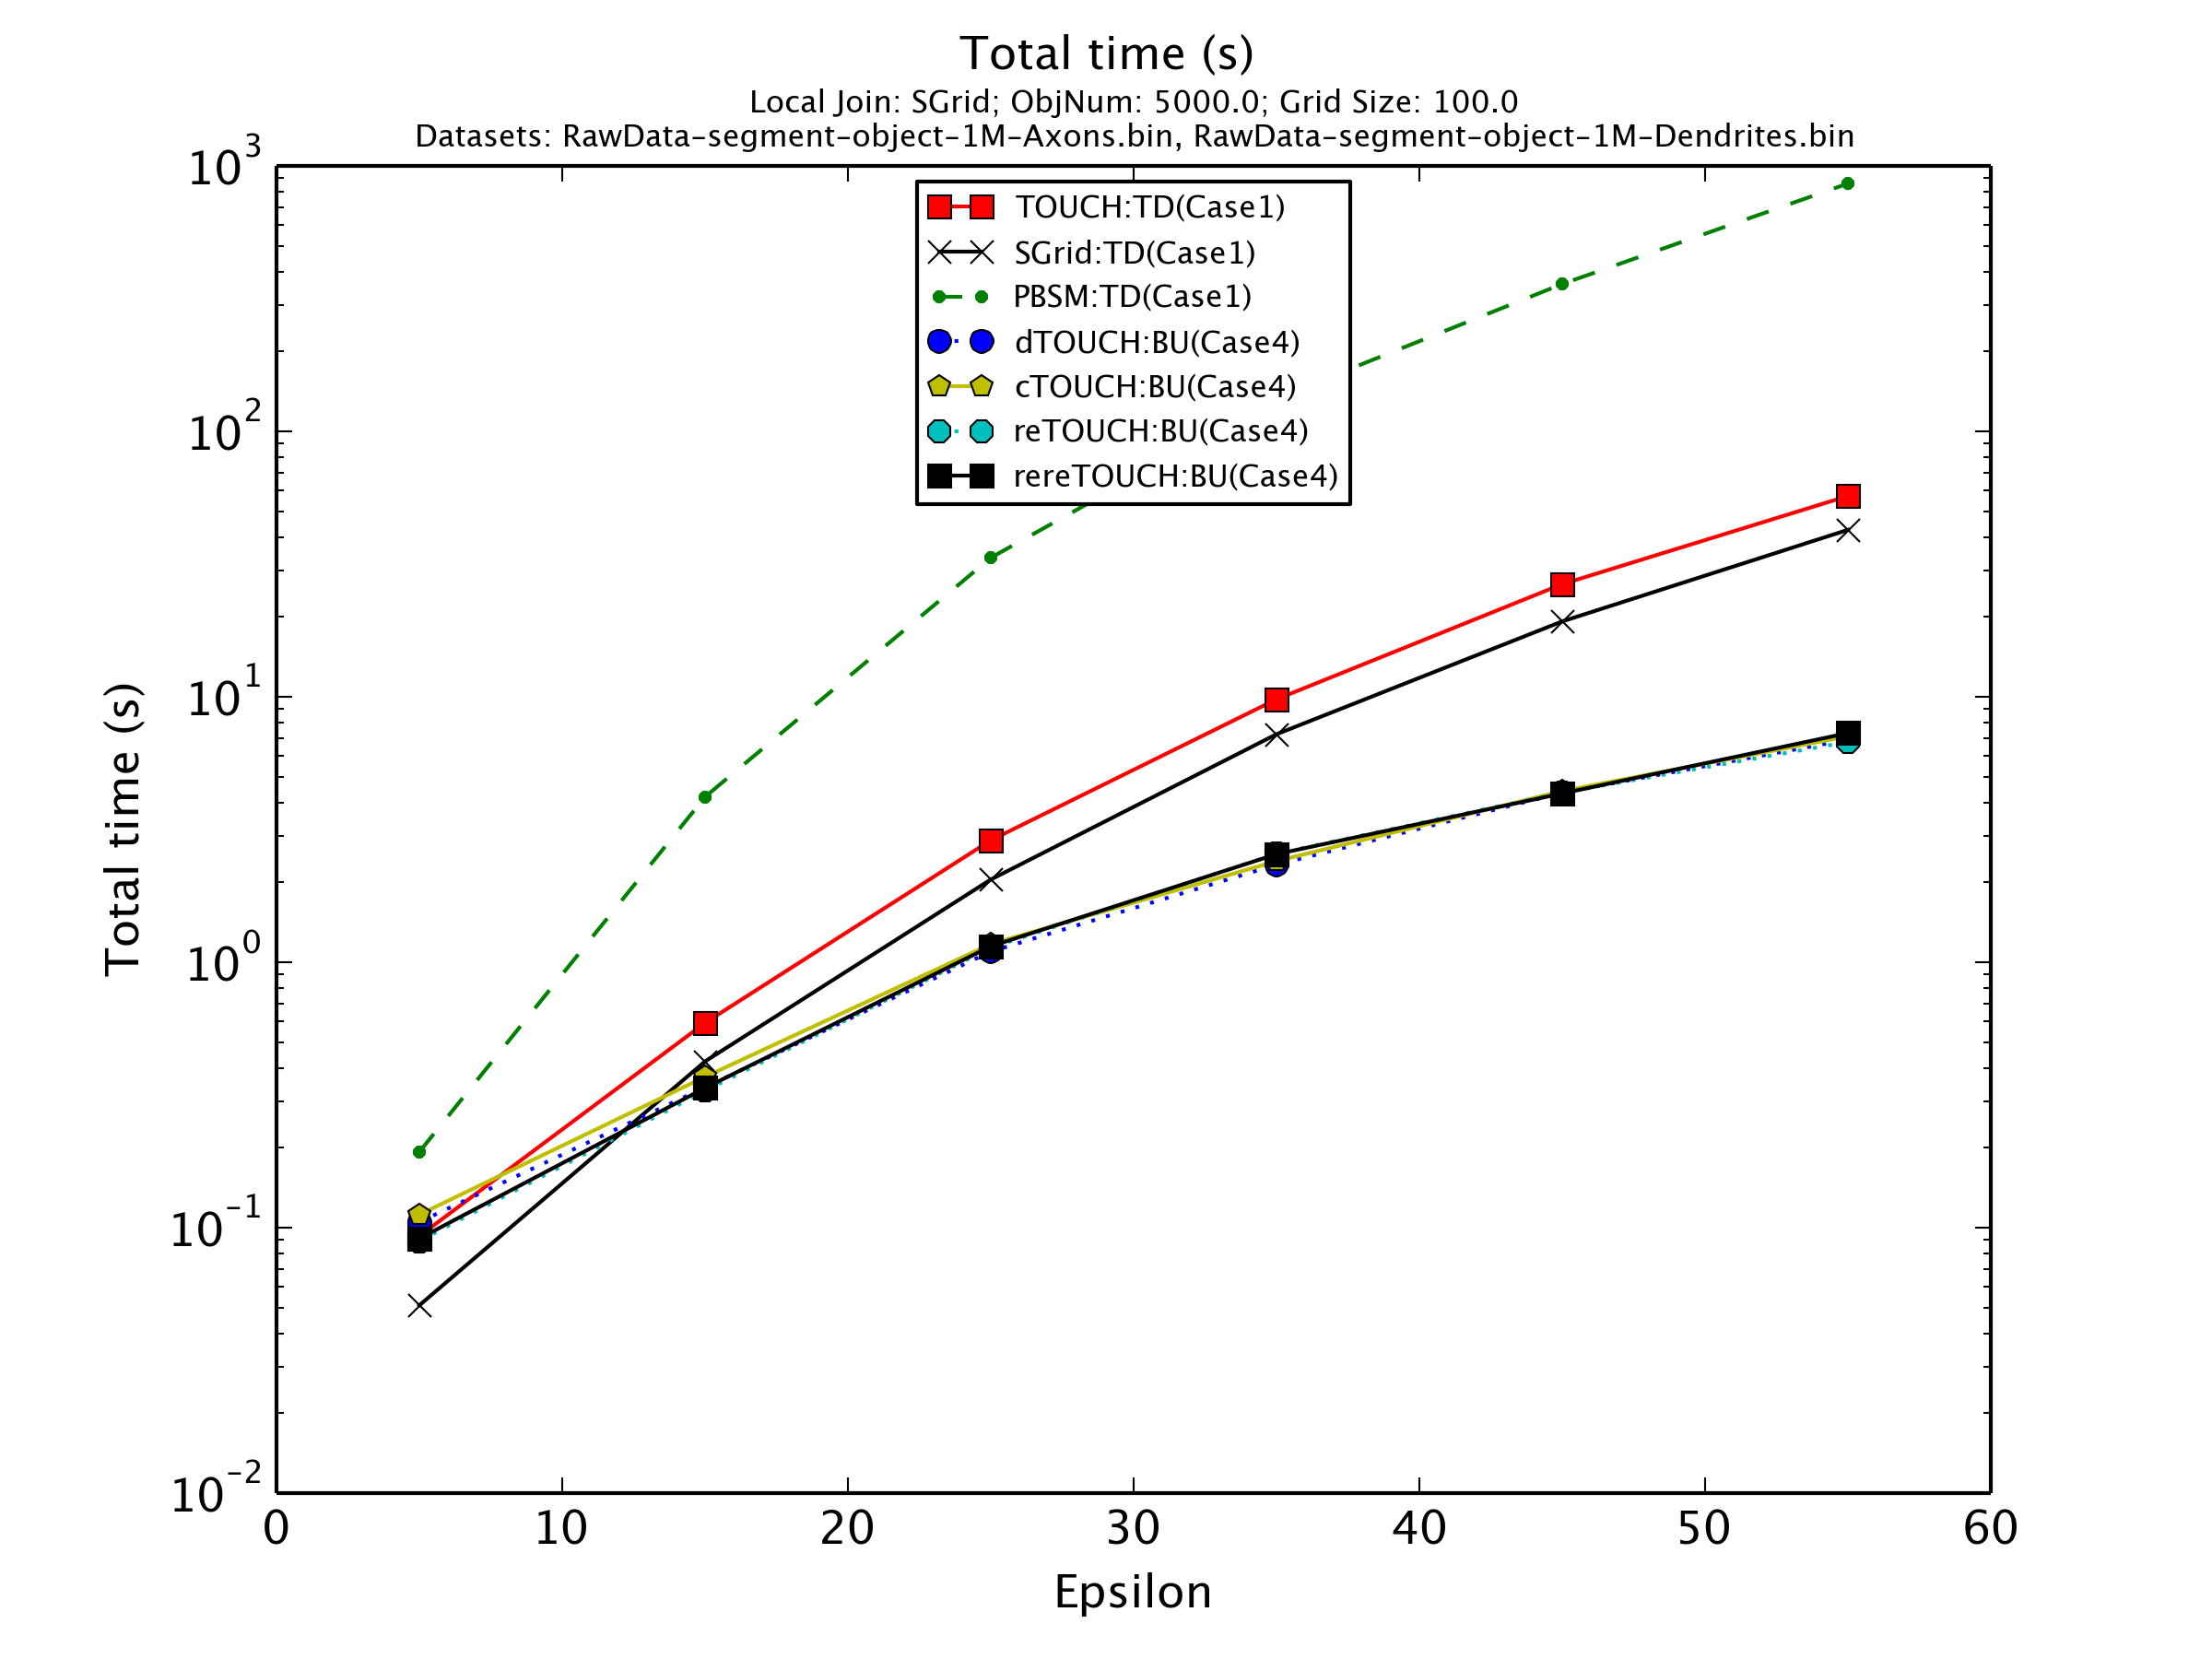 Total time (s)
Local Join: SGrid; ObjNum: 5000.0; Grid Size: 100.0
Datasets: RawData-segment-object-1M-Axons.bin, RawData-segment-object-1M-Dendrites.bin
TOUCH:TD(Case1)
SGrid:TD(Case1)
PBSM:TD(Case1)
dTOUCH:BU(Case4)
cTOUCH:BU(Case4)
reTOUCH:BU(Case4)
rereTOUCH:BU(Case4)
Total time (s)
10^3
10^2
10^1
10^0
10^-1
10^-2
0 10 20 30 40 50 60
Epsilon